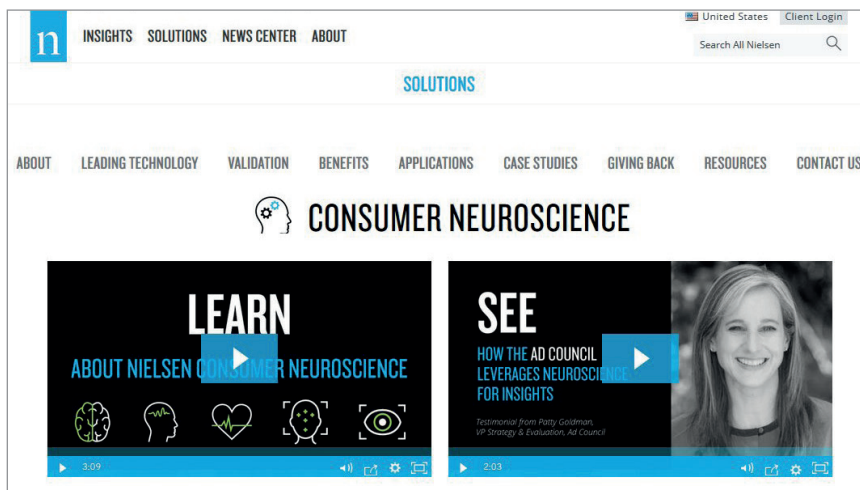 United States Client Login
n INSIGHTS SOLUTIONS NEWS CENTER ABOUT
Search All Nielsen
SOLUTIONS
ABOUT LEADING TECHNOLOGY VALIDATION BENEFITS APPLICATIONS CASE STUDIES GIVING BACK RESOURCES CONTACT US
CONSUMER NEUROSCIENCE
LEARN
ABOUT NIELSEN CONSUMER NEUROSCIENCE
3:09
SEE
HOW THE AD COUNCIL
LEVERAGES NEUROSCIENCE
FOR INSIGHTS
Testimonial from Patty Goldman,
VP Strategy & Evaluation, Ad Council
2:03